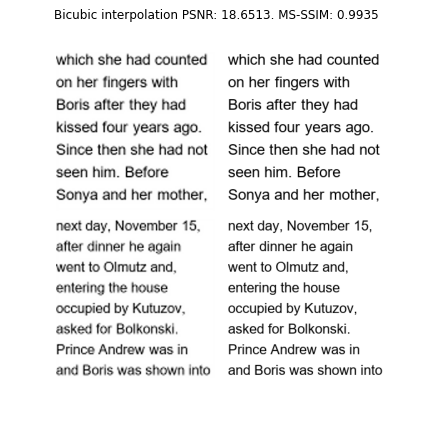 Bicubic interpolation PSNR: 18.6513. MS-SSIM: 0.9935
which she had counted
on her fingers with
Boris after they had
kissed four years ago.
Since then she had not
seen him. Before
Sonya and her mother,
which she had counted
on her fingers with
Boris after they had
kissed four years ago.
Since then she had not
seen him. Before
Sonya and her mother,
next day, November 15,
after dinner he again
went to Olmutz and,
entering the house
occupied by Kutuzov,
asked for Bolkonski.
Prince Andrew was in
and Boris was shown into
next day, November 15,
after dinner he again
went to Olmutz and,
entering the house
occupied by Kutuzov,
asked for Bolkonski.
Prince Andrew was in
and Boris was shown into